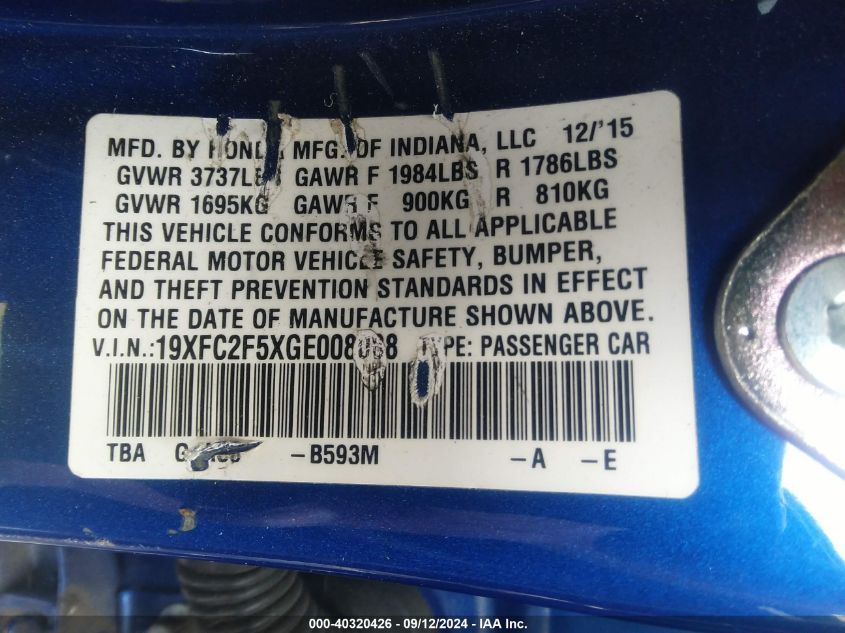 MFD. BY HONDA MFG. OF INDIANA, LLC 12/'15
GVWR 3737LBS GAWR F 1984LBS R 1786LBS
GVWR 1695KG GAWR F 900KG R 810KG
THIS VEHICLE CONFORMS TO ALL APPLICABLE
FEDERAL MOTOR VEHICLE SAFETY, BUMPER,
AND THEFT PREVENTION STANDARDS IN EFFECT
ON THE DATE OF MANUFACTURE SHOWN ABOVE.
V.I.N.: TYPE: PASSENGER CAR
TBA -B593M -A -E
000-40320426 - 09/12/2024 - IAA Inc.